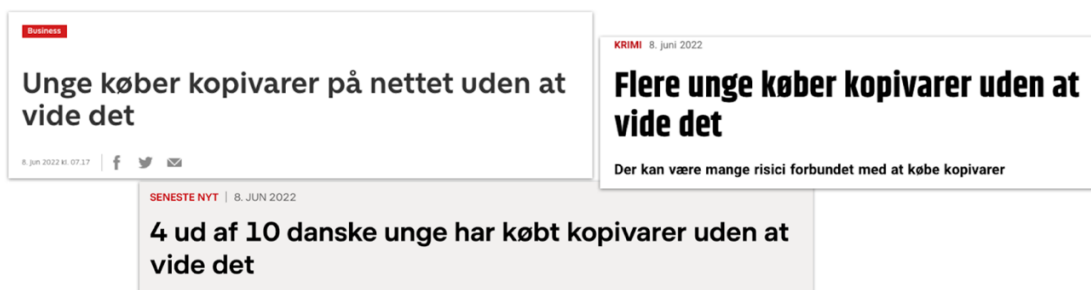 Business
Unge køber kopivarer på nettet uden at
vide det
8. jun 2022 kl. 07.17
KRIMI 8. juni 2022
Flere unge køber kopivarer uden at
vide det
Der kan være mange risici forbundet med at købe kopivarer
SENESTE NYT | 8. JUN 2022
4 ud af 10 danske unge har købt kopivarer uden at
vide det